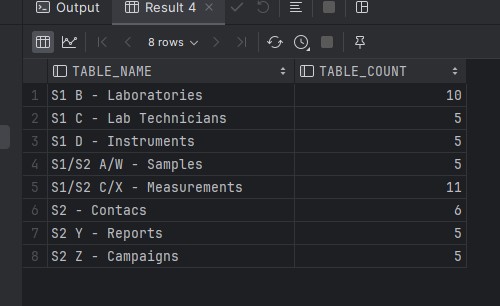 Output Result 4
8 rows
TABLE_NAME TABLE_COUNT
1 S1 B - Laboratories 10
2 S1 C - Lab Technicians 5
3 S1 D - Instruments 5
4 S1/S2 A/W - Samples 5
5 S1/S2 C/X - Measurements 11
6 S2 - Contacs 6
7 S2 Y - Reports 5
8 S2 Z - Campaigns 5